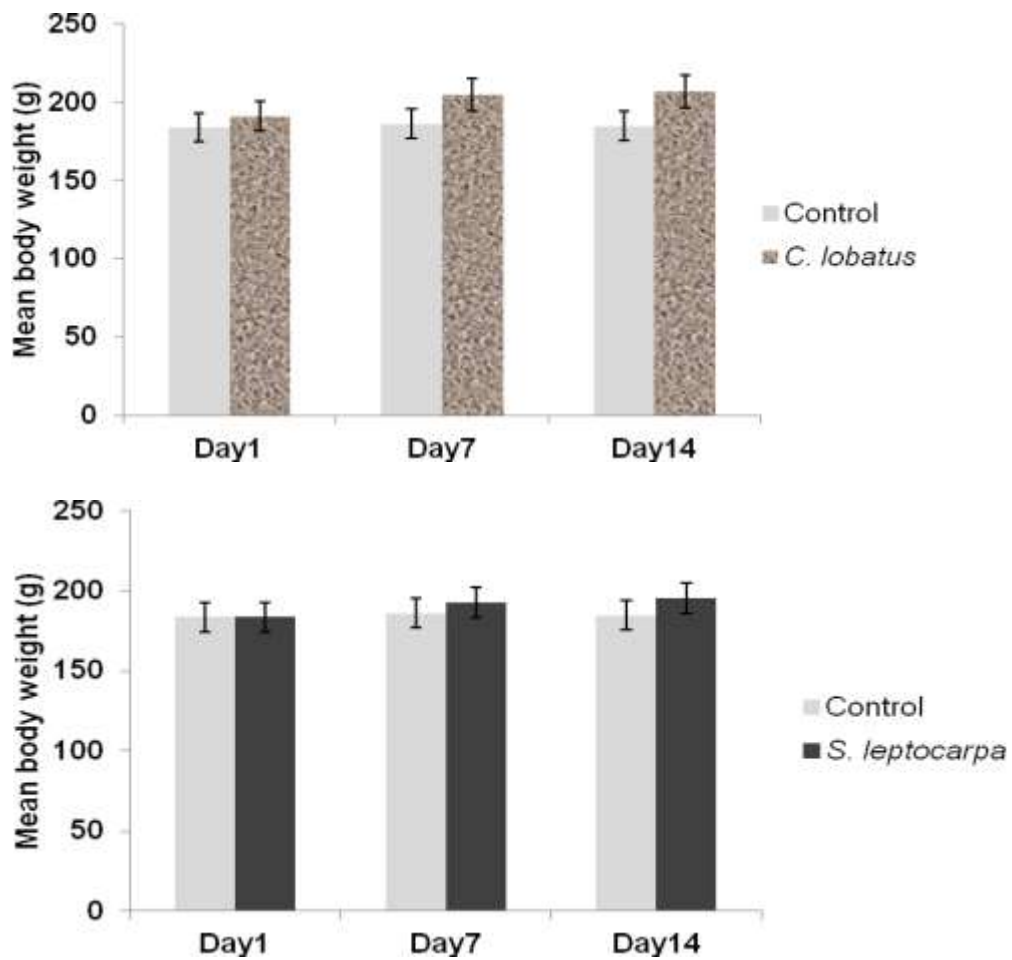 Mean body weight (g)
250
200
150
100
50
0
Day1 Day7 Day14
Control
C. lobatus
Mean body weight (g)
250
200
150
100
50
0
Day1 Day7 Day14
Control
S. leptocarpa